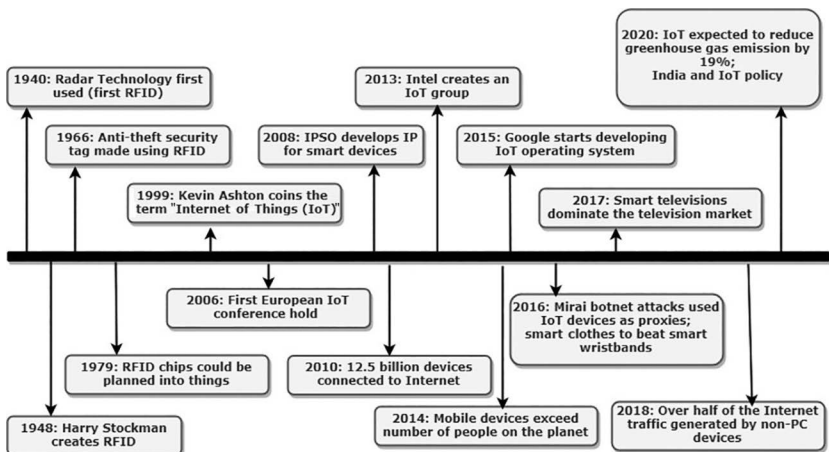 1940: Radar Technology first
used (first RFID)
1966: Anti-theft security
tag made using RFID
1999: Kevin Ashton coins the
term "Internet of Things (IoT)"
2008: IPSO develops IP
for smart devices
2013: Intel creates an
IoT group
2015: Google starts developing
IoT operating system
2017: Smart televisions
dominate the television market
2020: IoT expected to reduce
greenhouse gas emission by
19%;
India and IoT policy
1948: Harry Stockman
creates RFID
1979: RFID chips could be
planned into things
2006: First European IoT
conference hold
2010: 12.5 billion devices
connected to Internet
2014: Mobile devices exceed
number of people on the planet
2016: Mirai botnet attacks used
IoT devices as proxies;
smart clothes to beat smart
wristbands
2018: Over half of the Internet
traffic generated by non-PC
devices